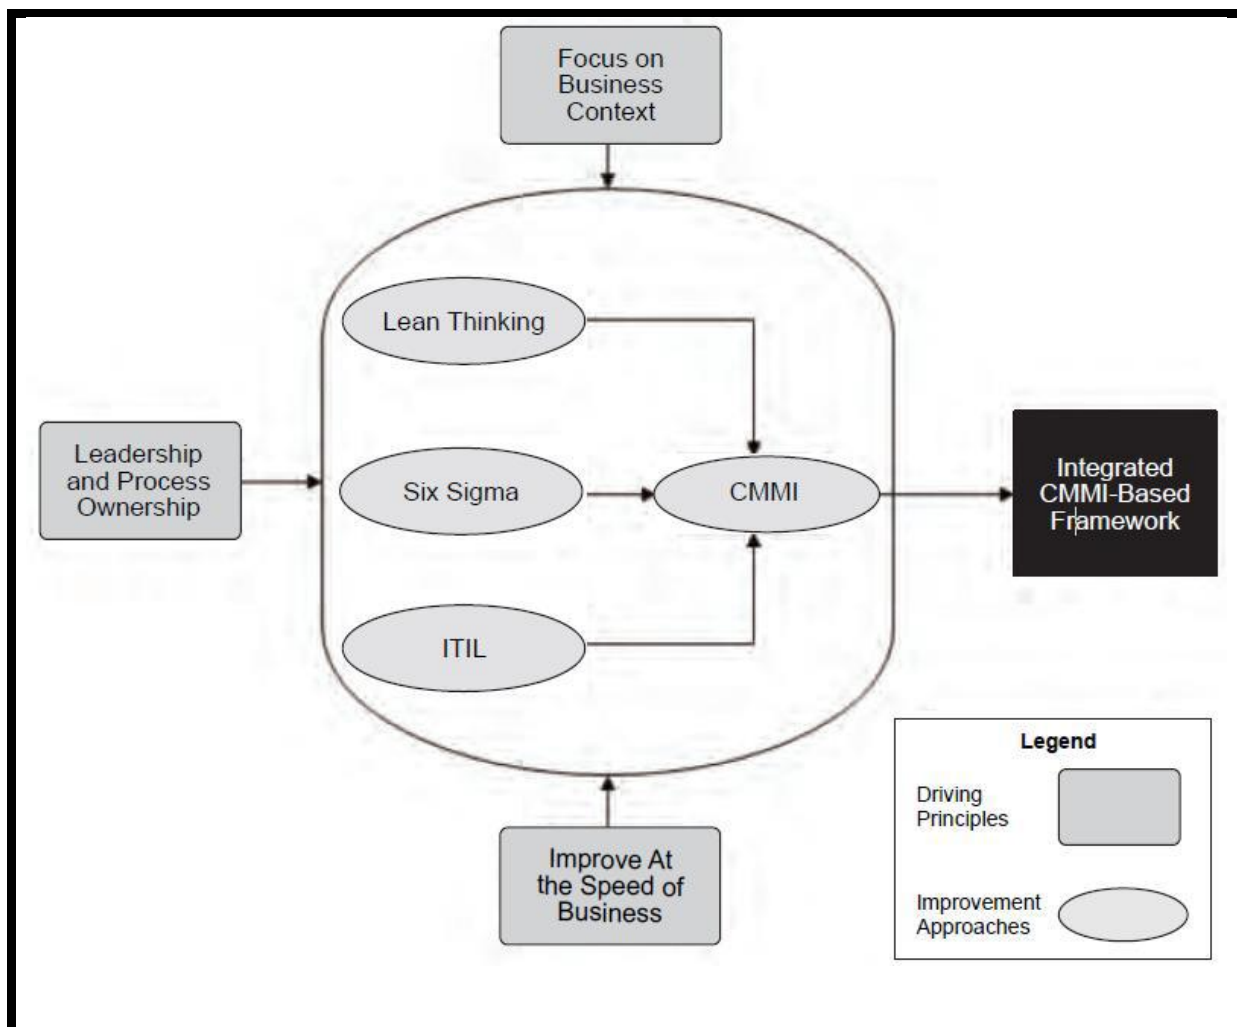 Focus on
Business
Context
Lean Thinking
Leadership
and Process
Ownership
Six Sigma
CMMI
Integrated
CMMI-Based
Framework
ITIL
Improve At
the Speed of
Business
Legend
Driving
Principles
Improvement
Approaches